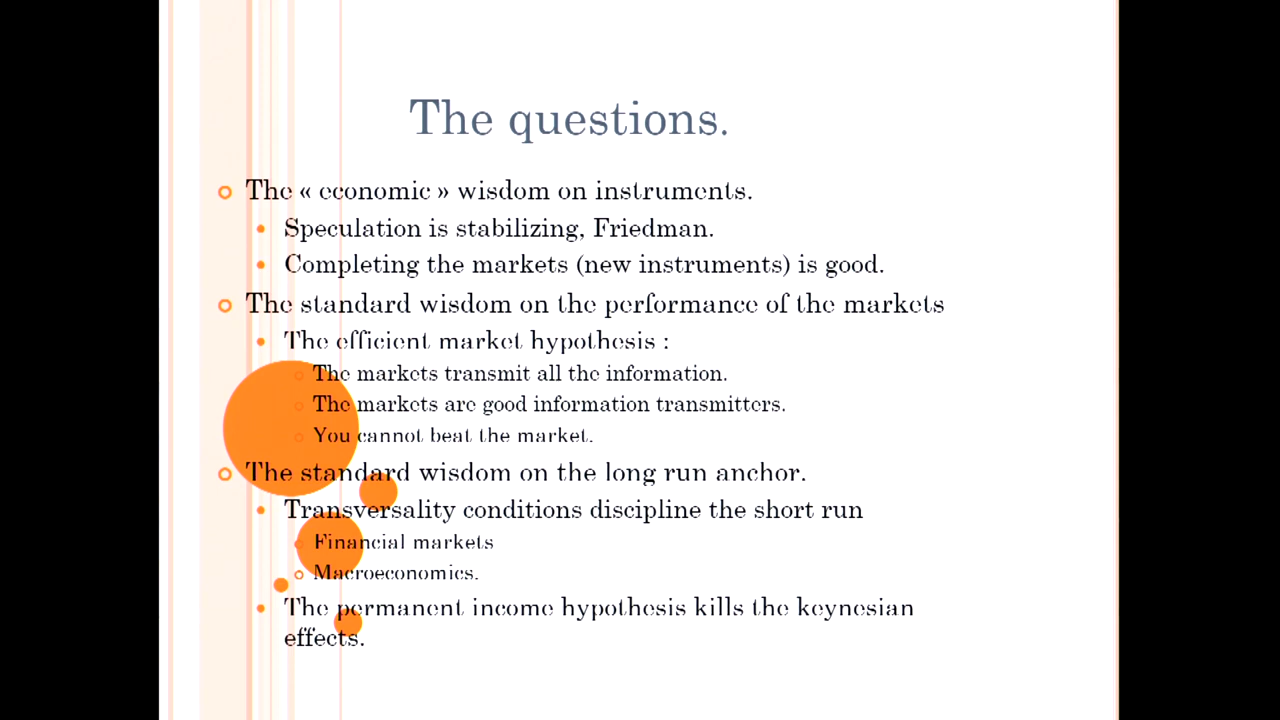 The questions.
The « economic » wisdom on instruments.
Speculation is stabilizing, Friedman.
Completing the markets (new instruments) is good.
The standard wisdom on the performance of the markets
The efficient market hypothesis :
The markets transmit all the information.
The markets are good information transmitters.
You cannot beat the market.
The standard wisdom on the long run anchor.
Transversality conditions discipline the short run
Financial markets
Macroeconomics.
The permanent income hypothesis kills the keynesian
effects.